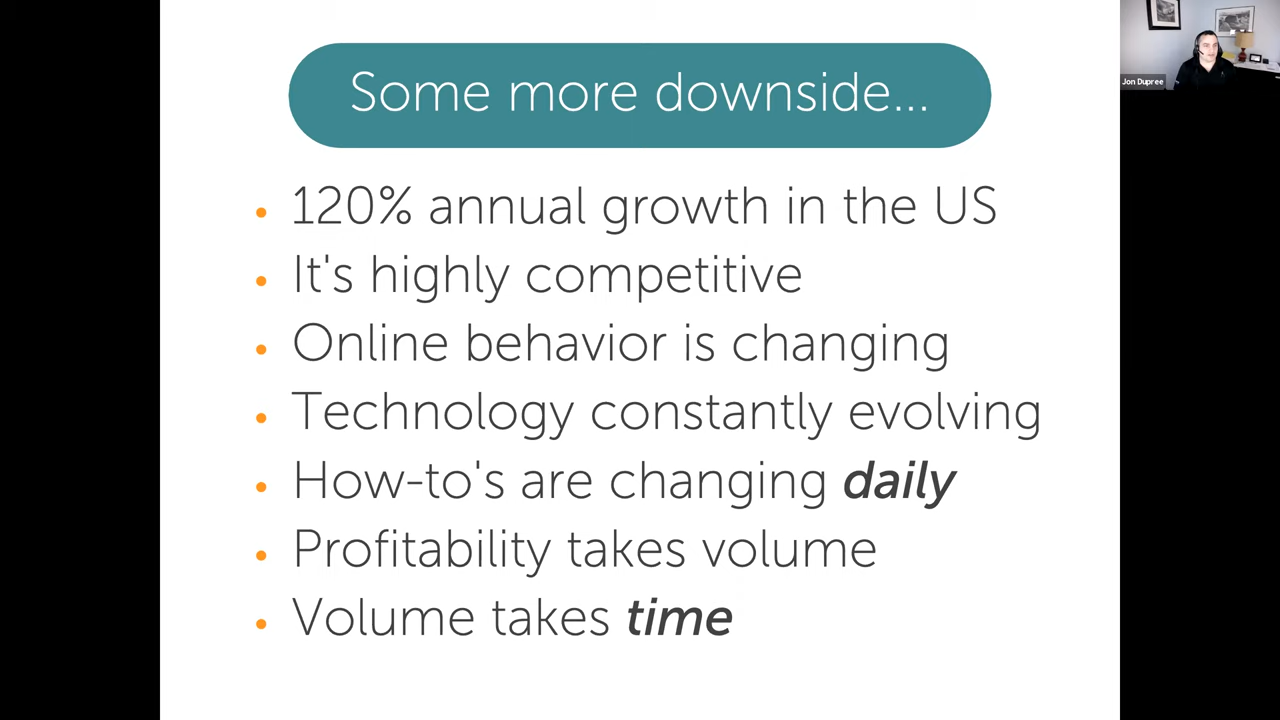 Some more downside...
Jon Dupree
• 120% annual growth in the US
• It's highly competitive
• Online behavior is changing
• Technology constantly evolving
• How-to's are changing daily
• Profitability takes volume
• Volume takes time